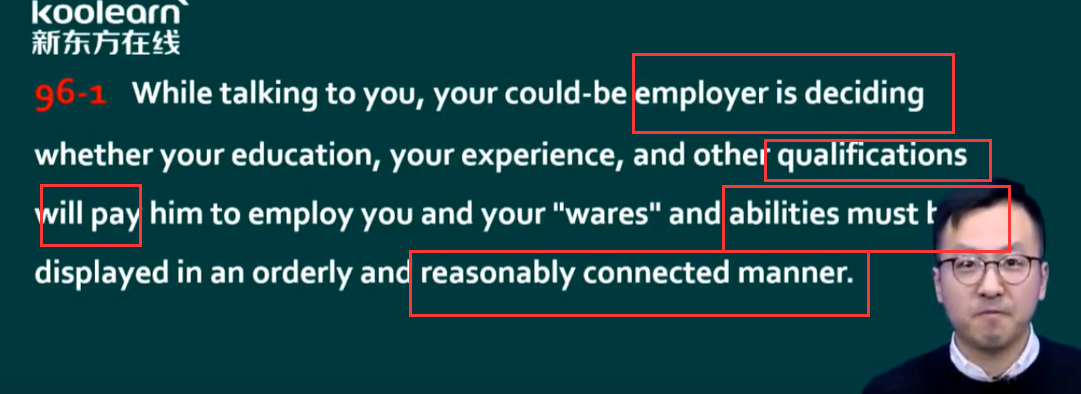 koolearn
新东方在线
96-1 While talking to you, your could-be employer is deciding
whether your education, your experience, and other qualifications
will pay him to employ you and your "wares" and abilities must
displayed in an orderly and reasonably connected manner.